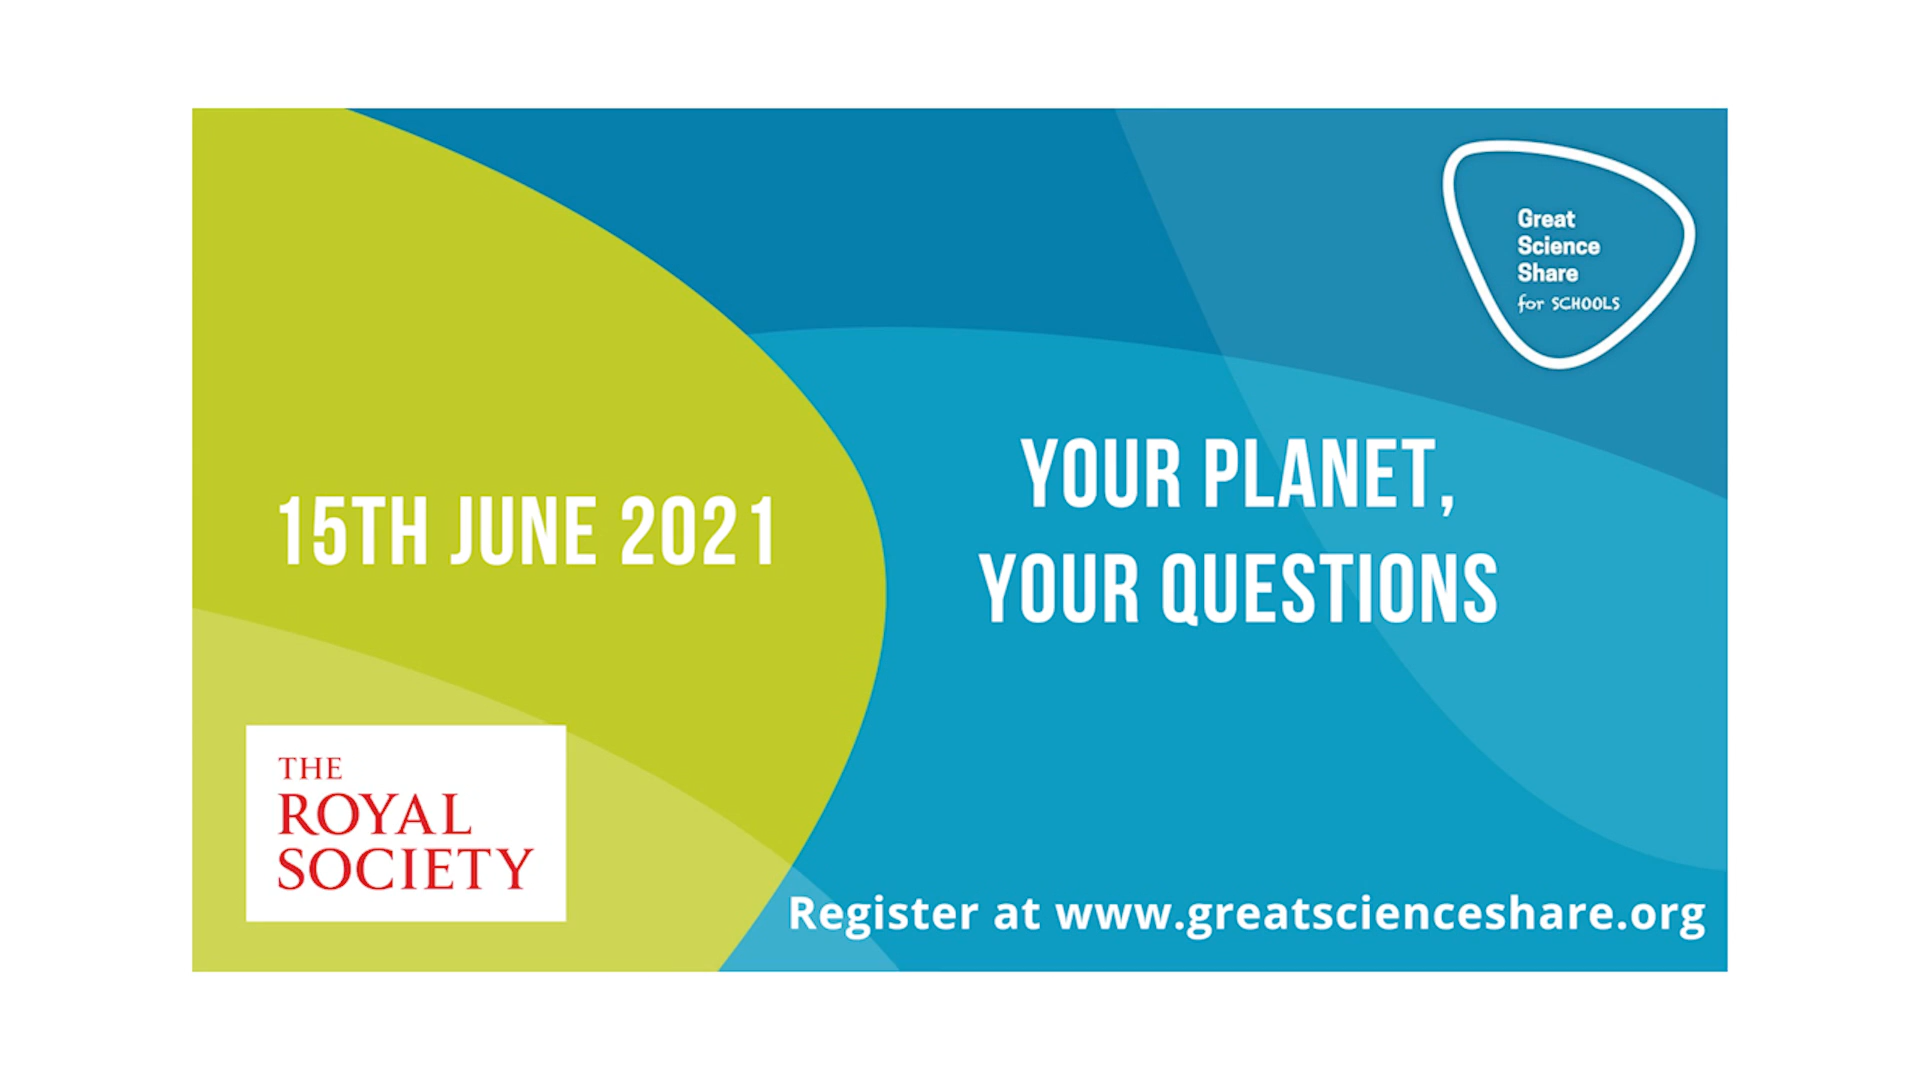 Great
Science
Share
for SCHOOLS
15TH JUNE 2021
YOUR PLANET,
YOUR QUESTIONS
THE
ROYAL
SOCIETY
Register at www.greatscienceshare.org